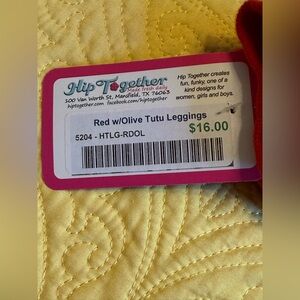 Hip Together
Made fresh daily
100 Van Worth St, Mansfield, TX 76063
hiptogether.com facebook.com/hiptogether
Hip Together creates
fun, funky, one of a
kind designs for
women, girls and boys.
Red w/Olive Tutu Leggings
5204 - HTLG-RDOL
$16.00